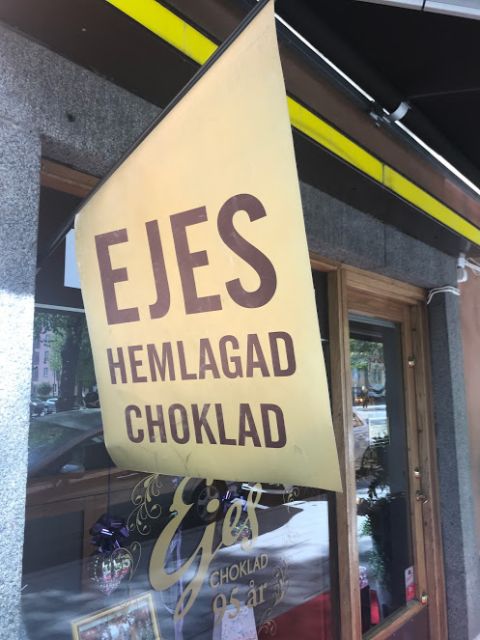 EJES
HEMLAGAD
CHOKLAD
Ejes
CHOKLAD
95 år